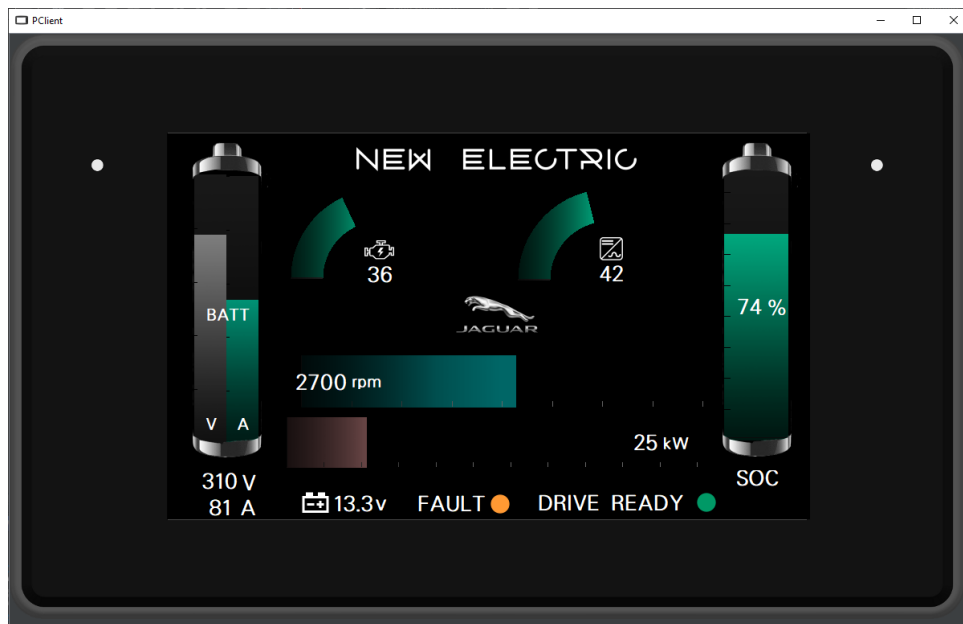 PClient
NEW ELECTRIC
36
42
BATT
74 %
JAGUAR
2700 rpm
V A
25 kW
310 V
81 A
SOC
13.3v
FAULT
DRIVE READY